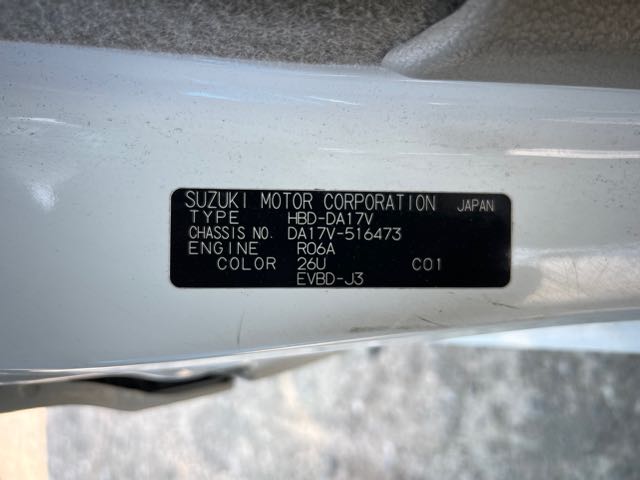 SUZUKI MOTOR CORPORATION JAPAN
TYPE HBD-DA17V
CHASSIS NO. DA17V-516473
ENGINE R06A
COLOR 26U C01
EVBD-J3